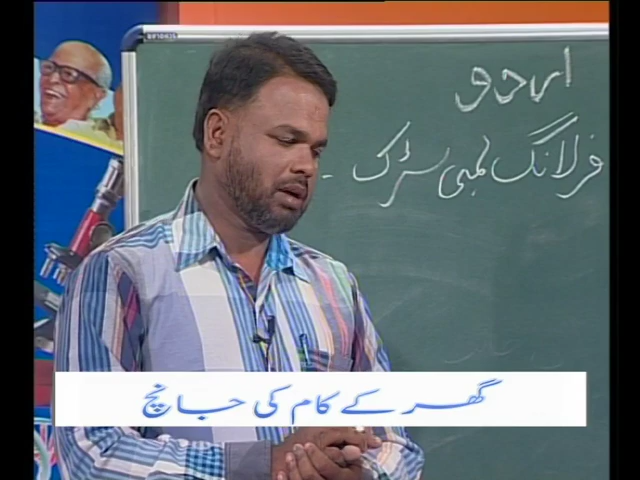 اردو
فرلانگ لمبی سڑک -
گھر کے کام کی جانچ